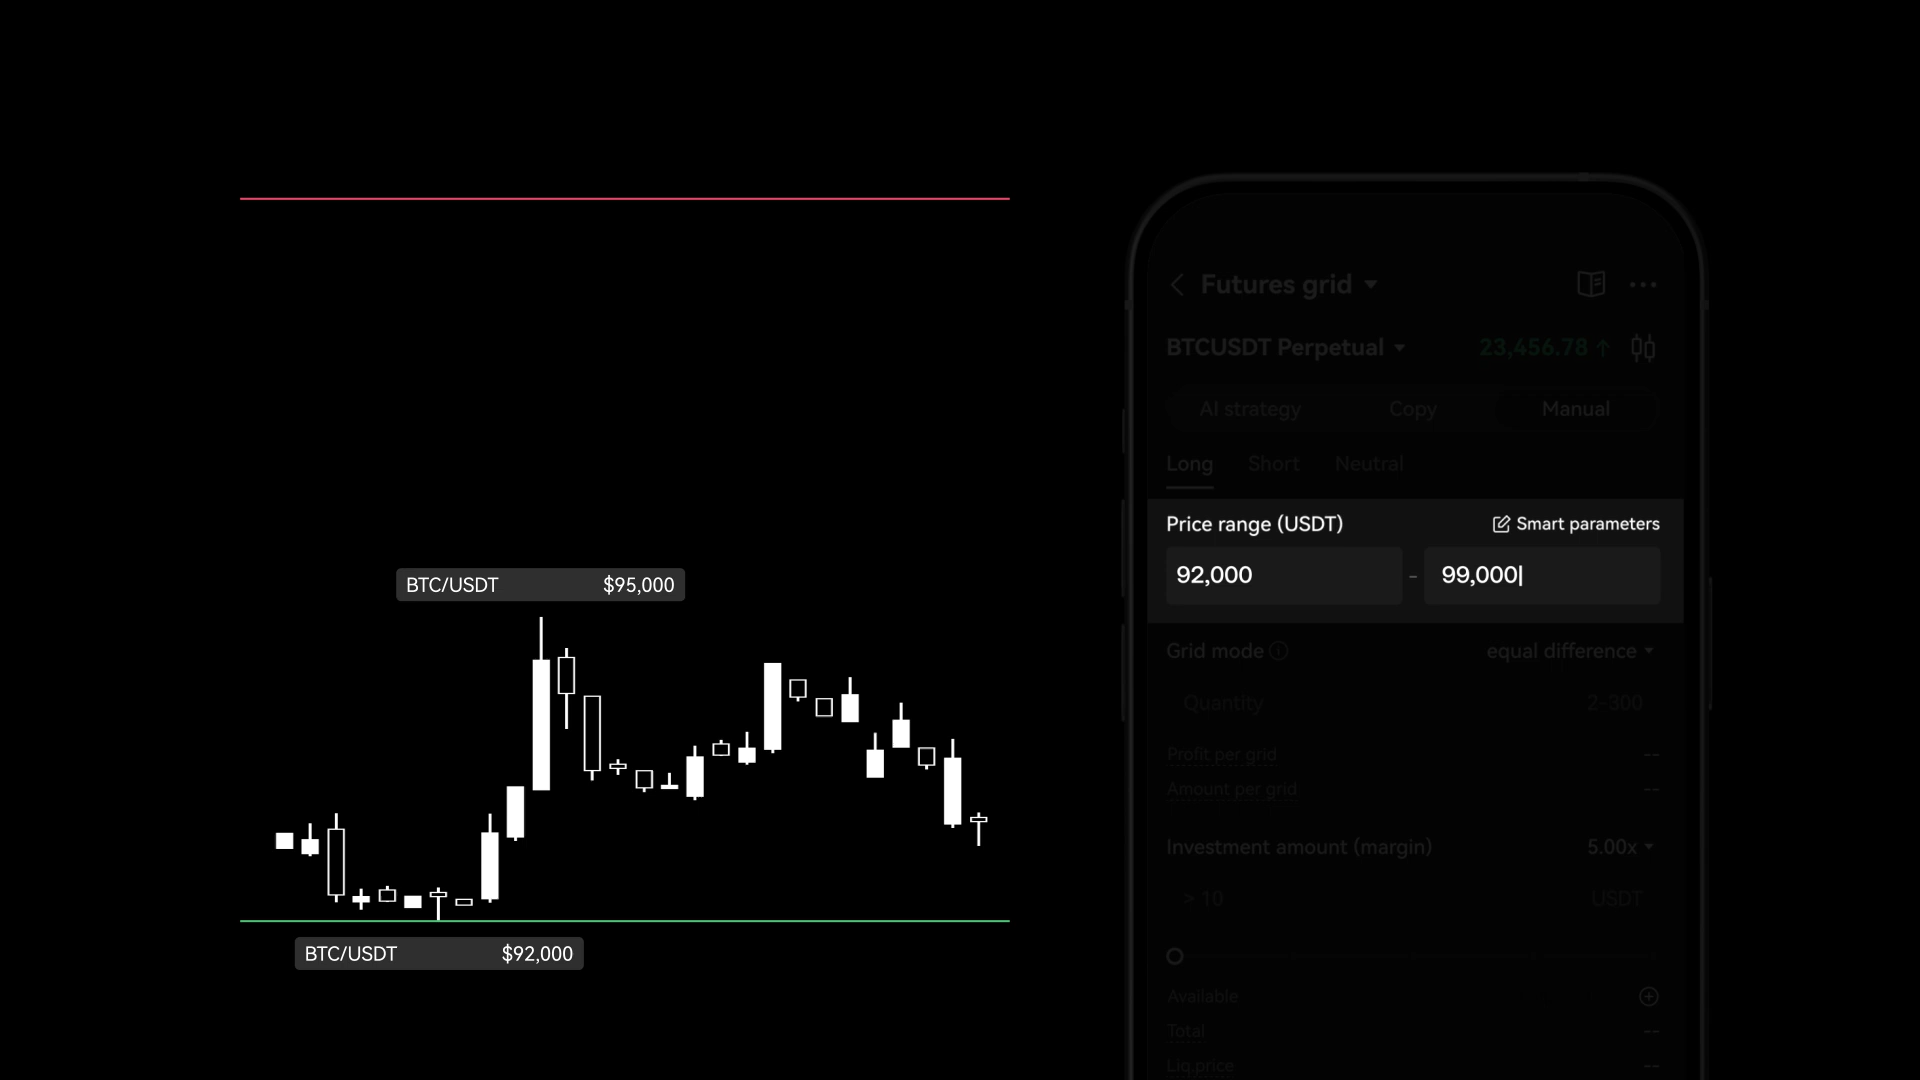 BTC/USDT $95,000
BTC/USDT $92,000
Futures grid
BTCUSDT Perpetual 23,456.78 ↑
AI strategy Copy Manual
Long Short Neutral
Price range (USDT) Smart parameters
92,000 - 99,000|
Grid mode equal difference
Quantity 2-300
Profit per grid --
Amount per grid --
Investment amount (margin) 5.00x
> 10 USDT
Available
Total --
Liq.price --